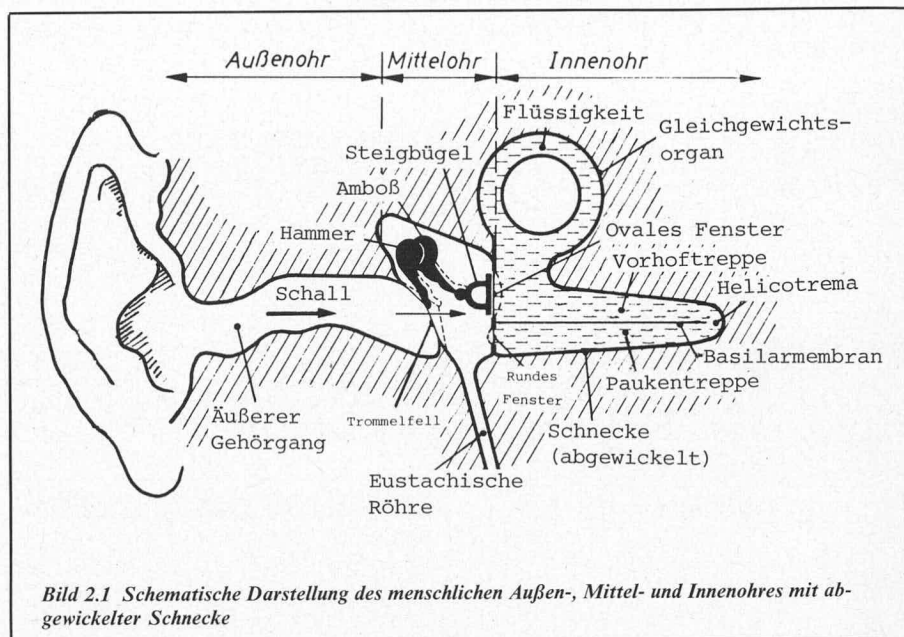 Außenohr
Mittelohr
Innenohr
Flüssigkeit
Gleichgewichts-
organ
Steigbügel
Amboß
Hammer
Ovales Fenster
Vorhoftreppe
Helicotrema
Schall
Basilarmembran
Rundes
Fenster
Paukentreppe
Trommelfell
Äußerer
Gehörgang
Schnecke
(abgewickelt)
Eustachische
Röhre
Bild 2.1 Schematische Darstellung des menschlichen Außen-, Mittel- und Innenohres mit ab-
gewickelter Schnecke